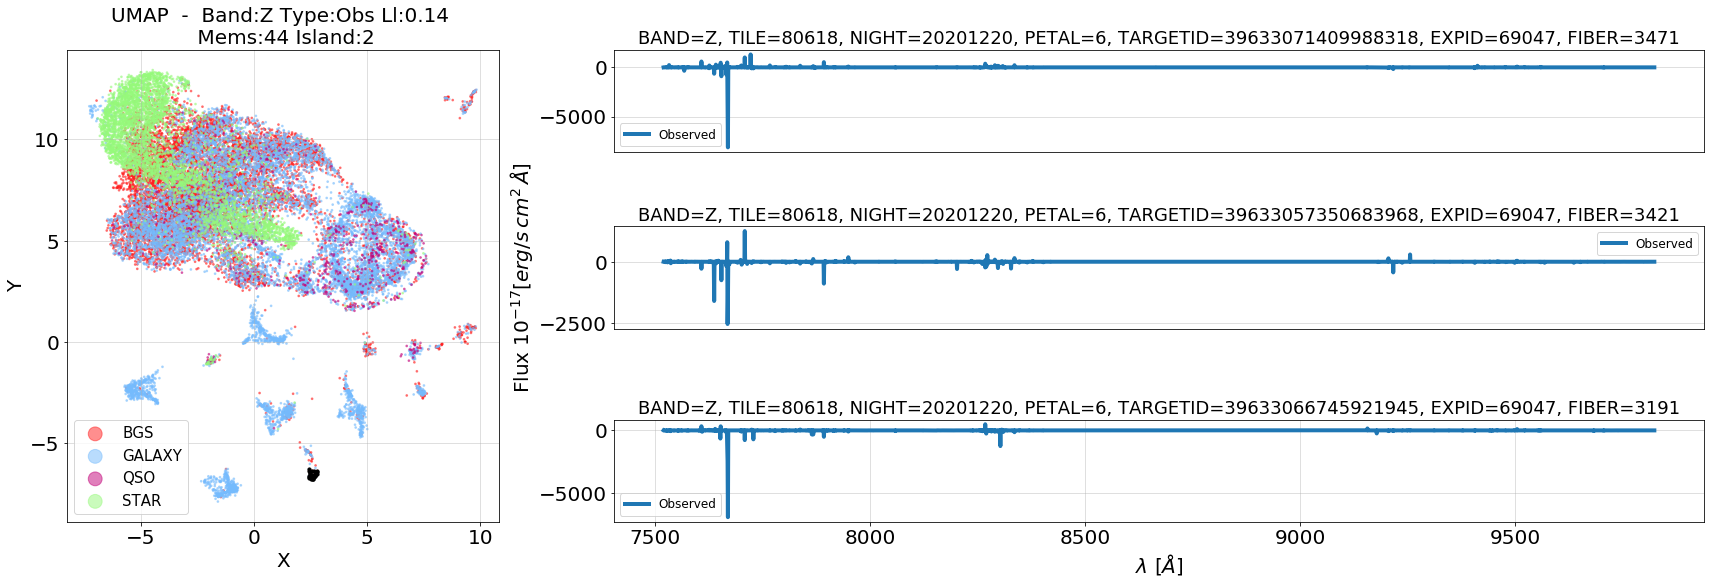 UMAP  -  Band:Z Type:Obs Ll:0.14
Mems:44 Island:2
Y
10
5
0
−5
BGS
GALAXY
QSO
STAR
−5
0
5
10
X
Flux 10⁻¹⁷[erg/s cm² Å]
BAND=Z, TILE=80618, NIGHT=20201220, PETAL=6, TARGETID=39633071409988318, EXPID=69047, FIBER=3471
0
−5000
Observed
BAND=Z, TILE=80618, NIGHT=20201220, PETAL=6, TARGETID=39633057350683968, EXPID=69047, FIBER=3421
0
−2500
Observed
BAND=Z, TILE=80618, NIGHT=20201220, PETAL=6, TARGETID=39633066745921945, EXPID=69047, FIBER=3191
0
−5000
Observed
7500
8000
8500
9000
9500
λ [Å]